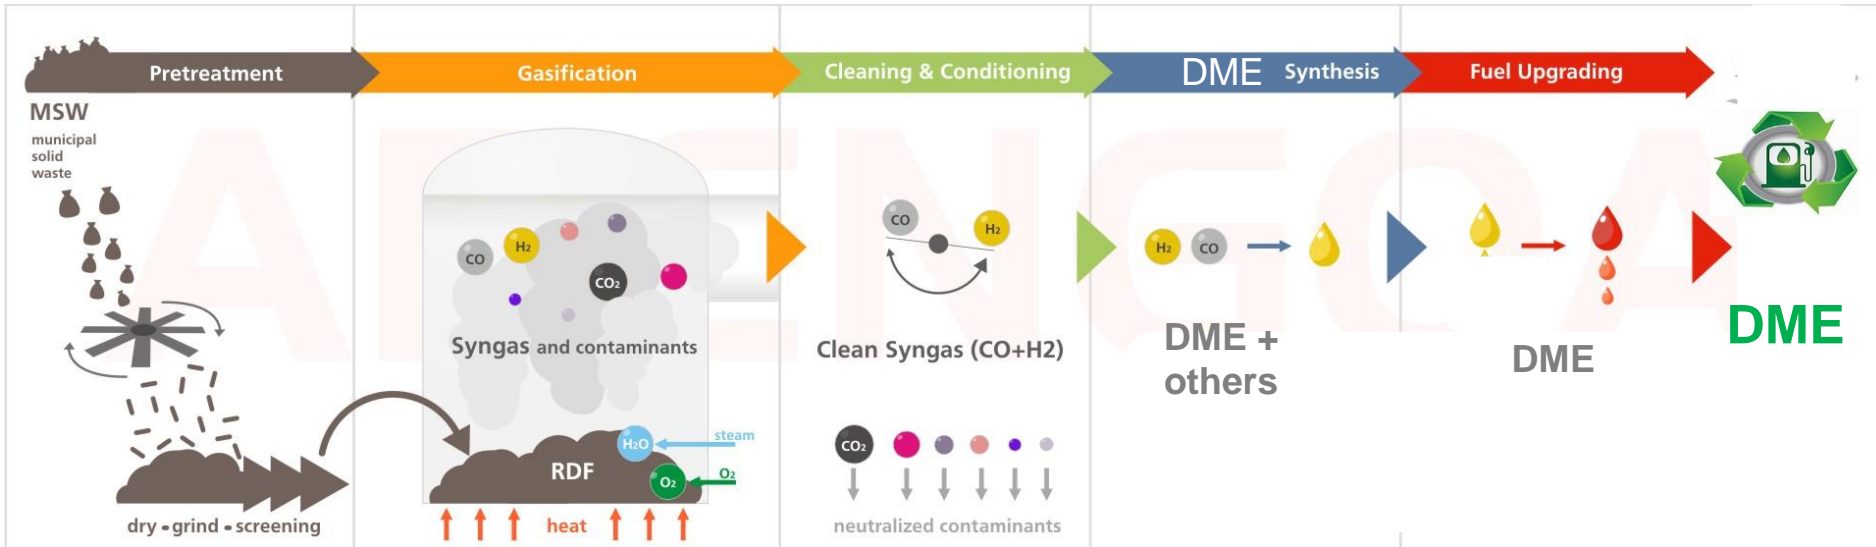 Pretreatment
Gasification
Cleaning & Conditioning
DME Synthesis
Fuel Upgrading
MSW
municipal
solid
waste
dry - grind - screening
CO
H₂
CO₂
Syngas and contaminants
H₂O
steam
RDF
O₂
O₂
heat
CO
H₂
Clean Syngas (CO+H2)
CO₂
neutralized contaminants
H₂
CO
DME +
others
DME
DME
ABENGOA